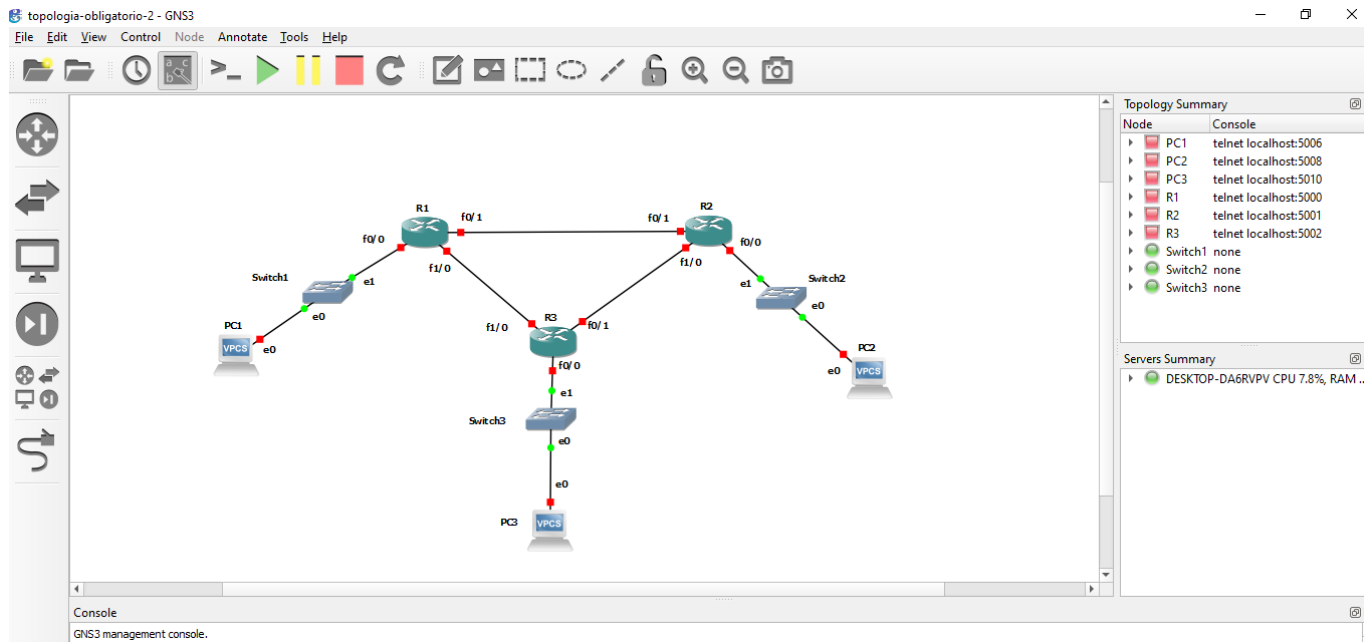 topologia-obligatorio-2 - GNS3
File Edit View Control Node Annotate Tools Help
Topology Summary
Node Console
PC1 telnet localhost:5006
PC2 telnet localhost:5008
PC3 telnet localhost:5010
R1 telnet localhost:5000
R2 telnet localhost:5001
R3 telnet localhost:5002
Switch1 none
Switch2 none
Switch3 none
Servers Summary
DESKTOP-DA6RVPV CPU 7.8%, RAM ..
R1
f0/1
f0/1
R2
f0/0
f0/0
f1/0
f1/0
Switch1
e1
e1
Switch2
e0
e0
PC1
VPCS
e0
f1/0
R3
f0/1
f0/0
PC2
e0
VPCS
e1
Switch3
e0
e0
PC3
VPCS
Console
GNS3 management console.